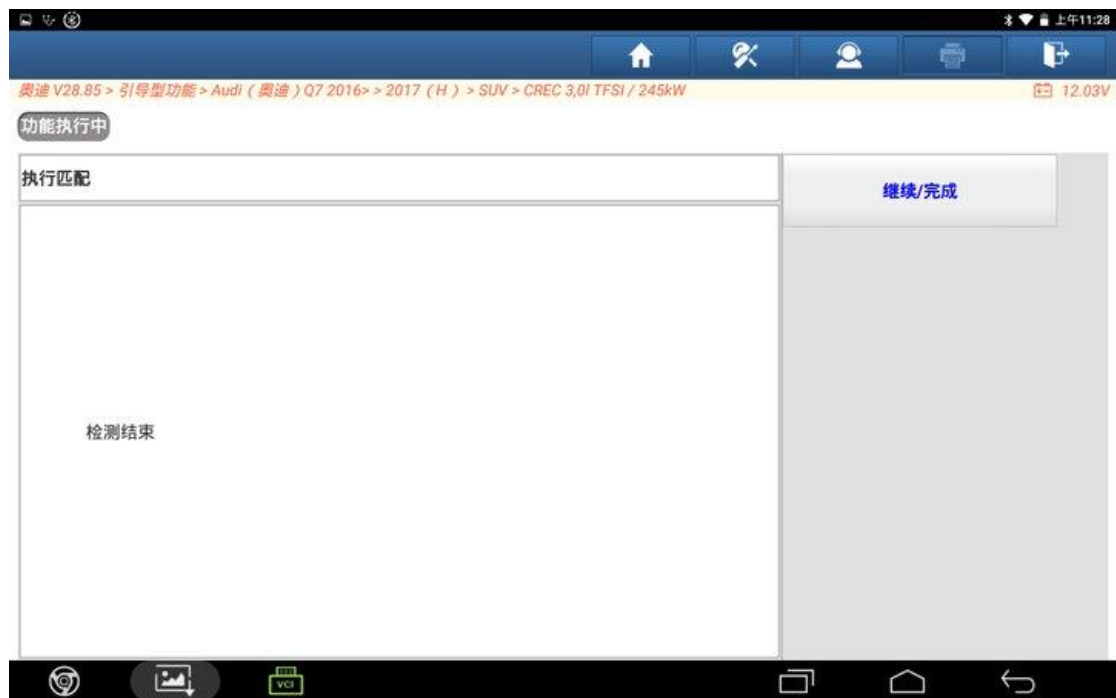 上午11:28
奥迪 V28.85 > 引导型功能 > Audi（奥迪）Q7 2016> > 2017（H） > SUV > CREC 3,0l TFSI / 245kW
12.03V
功能执行中
执行匹配
继续/完成
检测结束
VCI